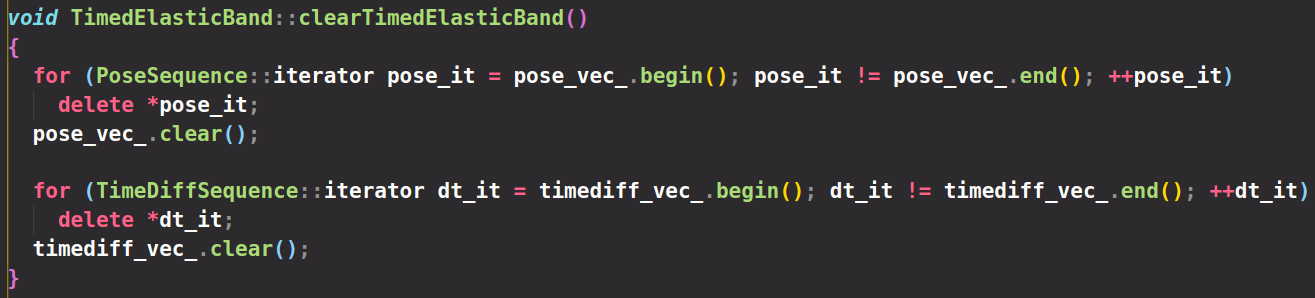 void TimedElasticBand::clearTimedElasticBand()
{
  for (PoseSequence::iterator pose_it = pose_vec_.begin(); pose_it != pose_vec_.end(); ++pose_it)
    delete *pose_it;
  pose_vec_.clear();

  for (TimeDiffSequence::iterator dt_it = timediff_vec_.begin(); dt_it != timediff_vec_.end(); ++dt_it)
    delete *dt_it;
  timediff_vec_.clear();
}